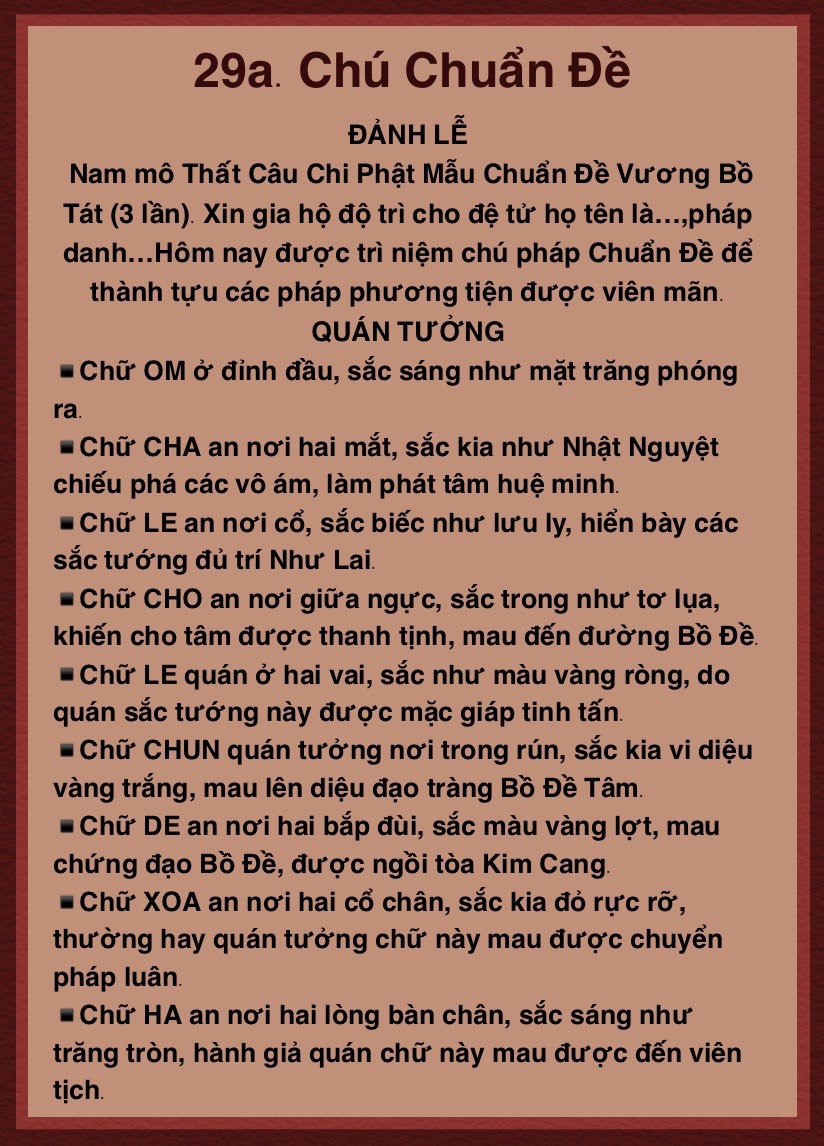 29a. Chú Chuẩn Đề
ĐẢNH LỄ
Nam mô Thất Câu Chi Phật Mẫu Chuẩn Đề Vương Bồ
Tát (3 lần). Xin gia hộ độ trì cho đệ tử họ tên là...,pháp
danh...Hôm nay được trì niệm chú pháp Chuẩn Đề để
thành tựu các pháp phương tiện được viên mãn.
QUÁN TƯỞNG
▪Chữ OM ở đỉnh đầu, sắc sáng như mặt trăng phóng
ra.
▪Chữ CHA an nơi hai mắt, sắc kia như Nhật Nguyệt
chiếu phá các vô ám, làm phát tâm huệ minh.
▪Chữ LE an nơi cổ, sắc biếc như lưu ly, hiển bày các
sắc tướng đủ trí Như Lai.
▪Chữ CHO an nơi giữa ngực, sắc trong như tơ lụa,
khiến cho tâm được thanh tịnh, mau đến đường Bồ Đề.
▪Chữ LE quán ở hai vai, sắc như màu vàng ròng, do
quán sắc tướng này được mặc giáp tinh tấn.
▪Chữ CHUN quán tưởng nơi trong rún, sắc kia vi diệu
vàng trắng, mau lên diệu đạo tràng Bồ Đề Tâm.
▪Chữ DE an nơi hai bắp đùi, sắc màu vàng lợt, mau
chứng đạo Bồ Đề, được ngồi tòa Kim Cang.
▪Chữ XOA an nơi hai cổ chân, sắc kia đỏ rực rỡ,
thường hay quán tưởng chữ này mau được chuyển
pháp luân.
▪Chữ HA an nơi hai lòng bàn chân, sắc sáng như
trăng tròn, hành giả quán chữ này mau được đến viên
tịch.